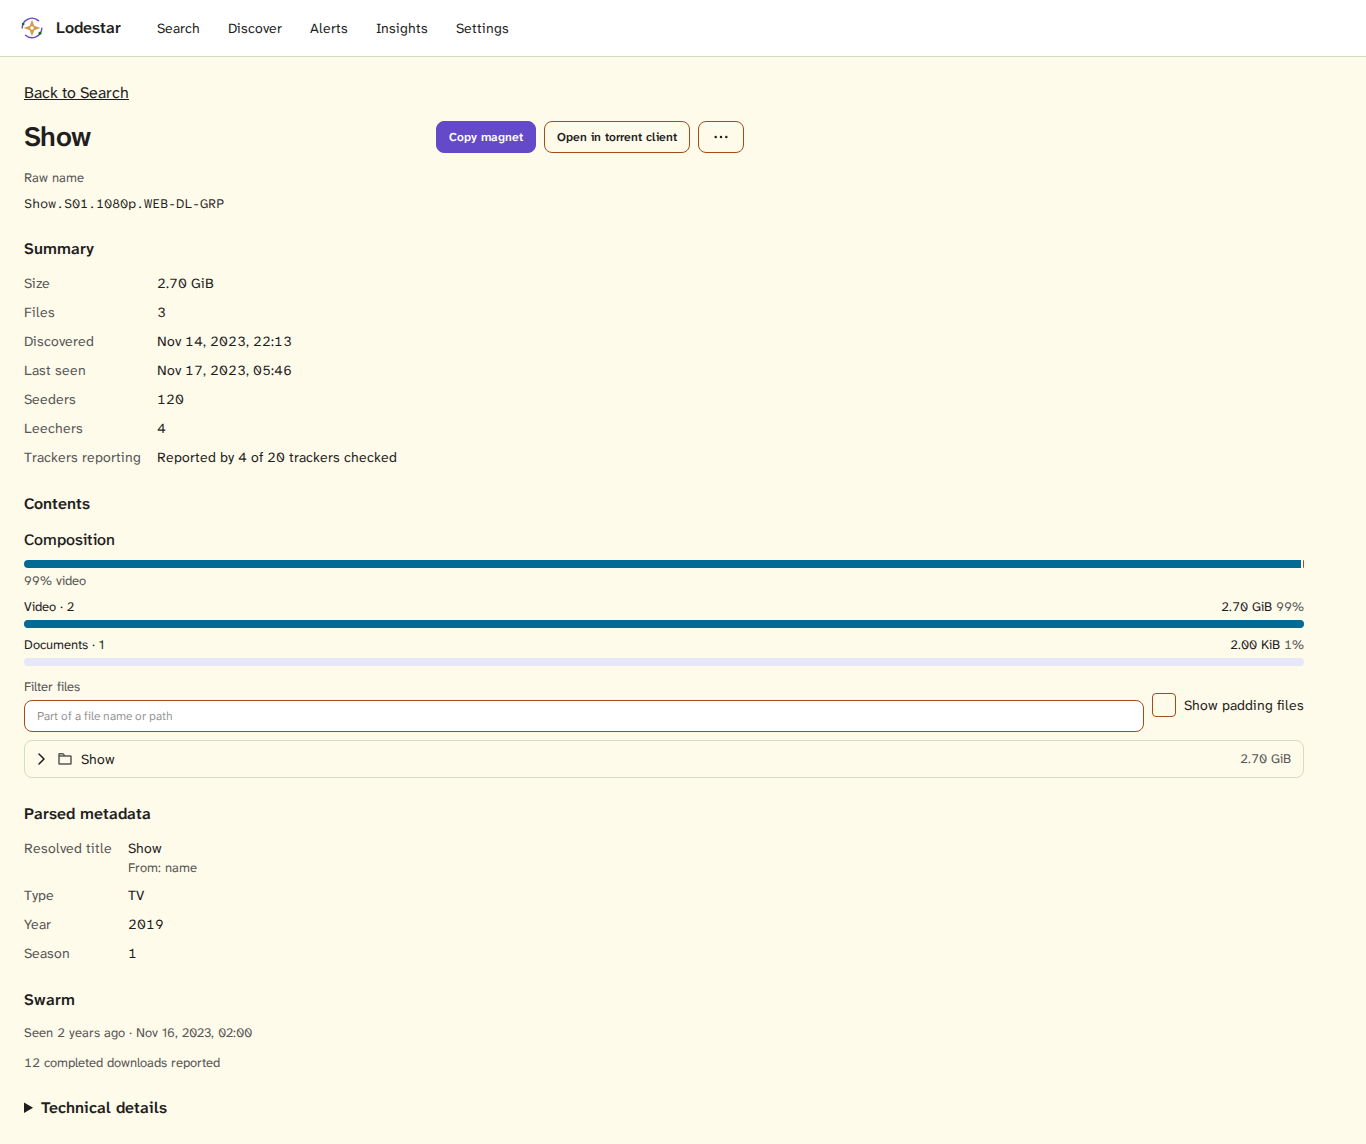 Lodestar Search Discover Alerts Insights Settings
Back to Search
Show Copy magnet Open in torrent client ···
Raw name
Show.S01.1080p.WEB-DL-GRP
Summary
Size 2.70 GiB
Files 3
Discovered Nov 14, 2023, 22:13
Last seen Nov 17, 2023, 05:46
Seeders 120
Leechers 4
Trackers reporting Reported by 4 of 20 trackers checked
Contents
Composition
99% video
Video · 2 2.70 GiB 99%
Documents · 1 2.00 KiB 1%
Filter files
Part of a file name or path Show padding files
Show 2.70 GiB
Parsed metadata
Resolved title Show
From: name
Type TV
Year 2019
Season 1
Swarm
Seen 2 years ago · Nov 16, 2023, 02:00
12 completed downloads reported
Technical details